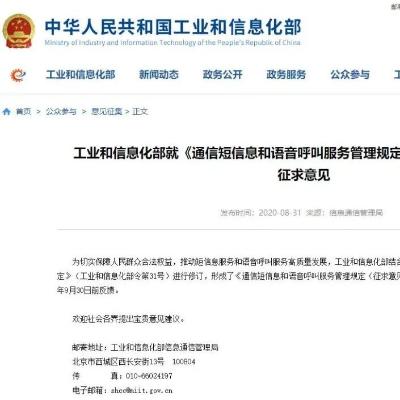 邮
中华人民共和国工业和信息化部
Ministry of Industry and Information Technology of the People's Republic of China
工业和信息化部 新闻动态 政务公开 政务服务 公众参与
首页 > 公众参与 > 意见征集 > 正文
工业和信息化部就《通信短信息和语音呼叫服务管理规定
征求意见
发布时间：2020-08-31 来源：信息通信管理局
为切实保障人民群众合法权益，推动短信息服务和语音呼叫服务高质量发展，工业和信息化部结合
定》（工业和信息化部令第31号）进行修订，形成了《通信短信息和语音呼叫服务管理规定（征求意见
年9月30日前反馈。
欢迎社会各界提出宝贵意见建议。
邮寄地址：工业和信息化部信息通信管理局
北京市西城区西长安街13号 100804
传 真：010-66024197
电子邮箱：zhcc@miit.gov.cn